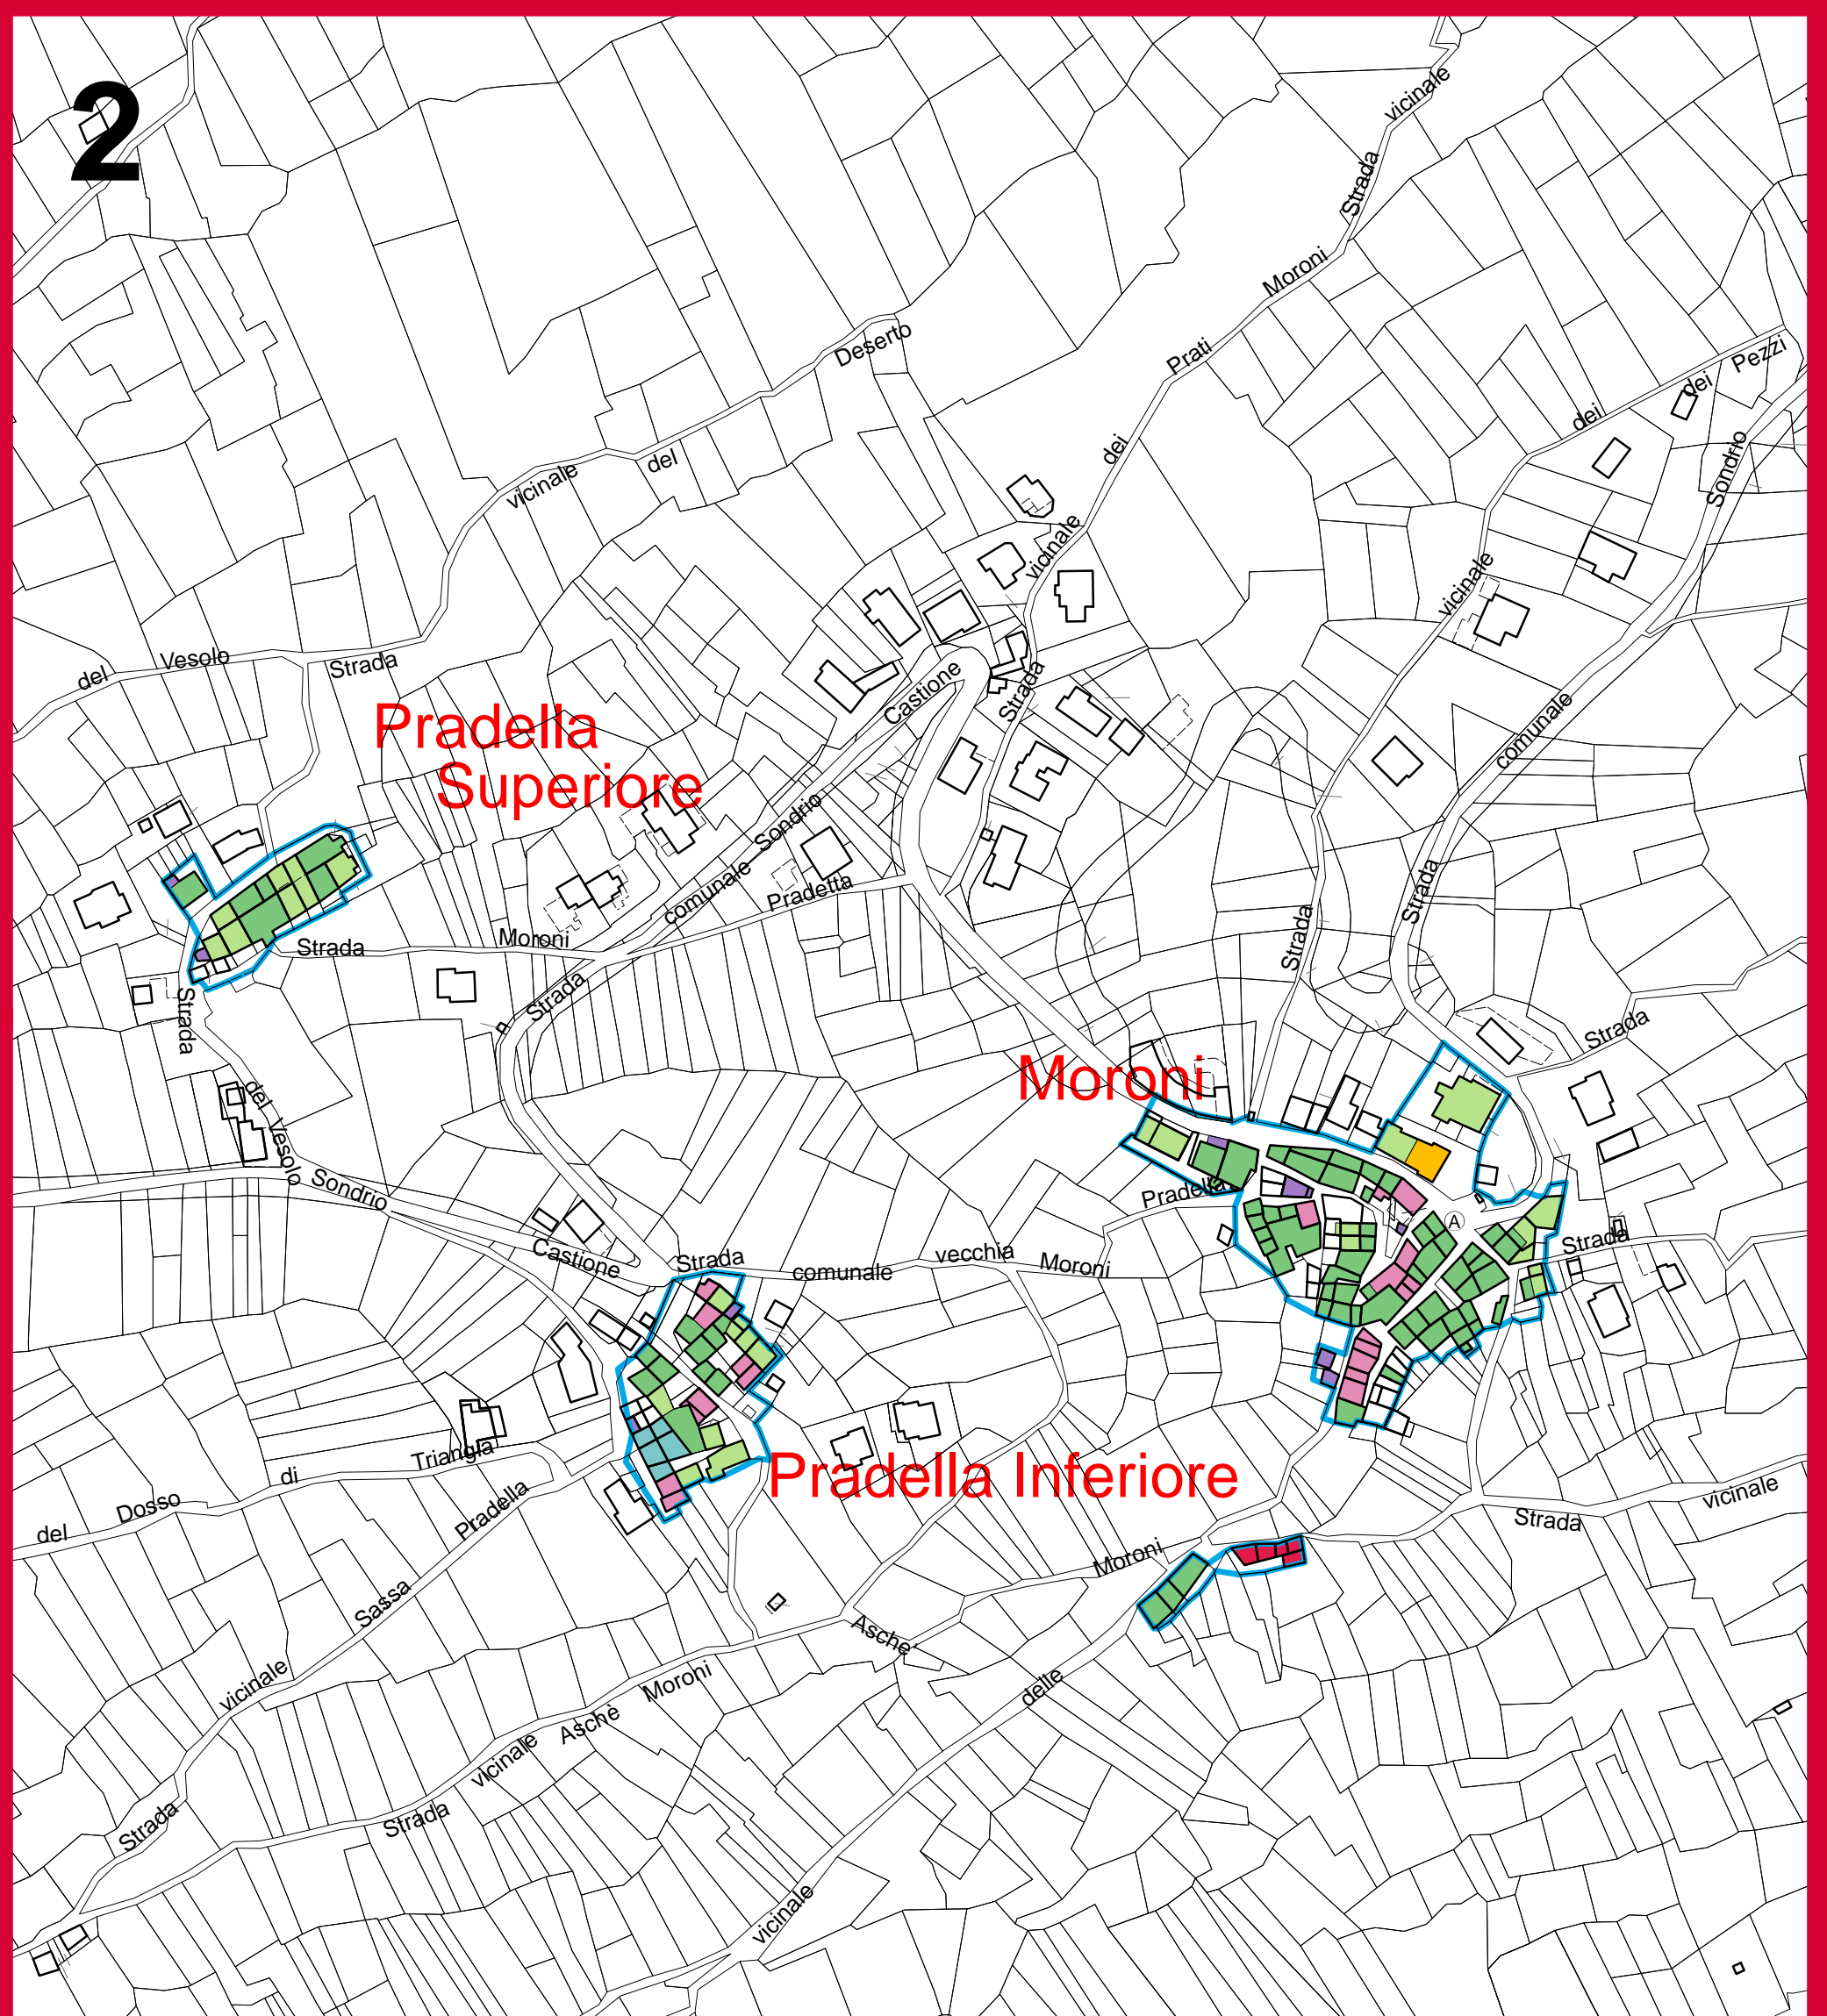 2
vicinale
Strada
Moroni
Prati
dei
vicinale
Strada
Deserto
del
vicinale
Strada
Vesolo
del
Pezzi
dei
dei
vicinale
Strada
Sondrio
comunale
Strada
Strada
Pradella
Superiore
Castione
Sondrio
comunale
Strada
Pradella
Moroni
Strada
Strada
del Vesolo
Moroni
Pradella
A
Strada
Sondrio
Castione
Strada
comunale
vecchia
Moroni
Pradella Inferiore
Triangia
di
Dosso
del
Pradella
Sassa
vicinale
Strada
Moroni
Asche'
Moroni
Aschè
vicinale
Strada
Strada
vicinale
delle
vicinale